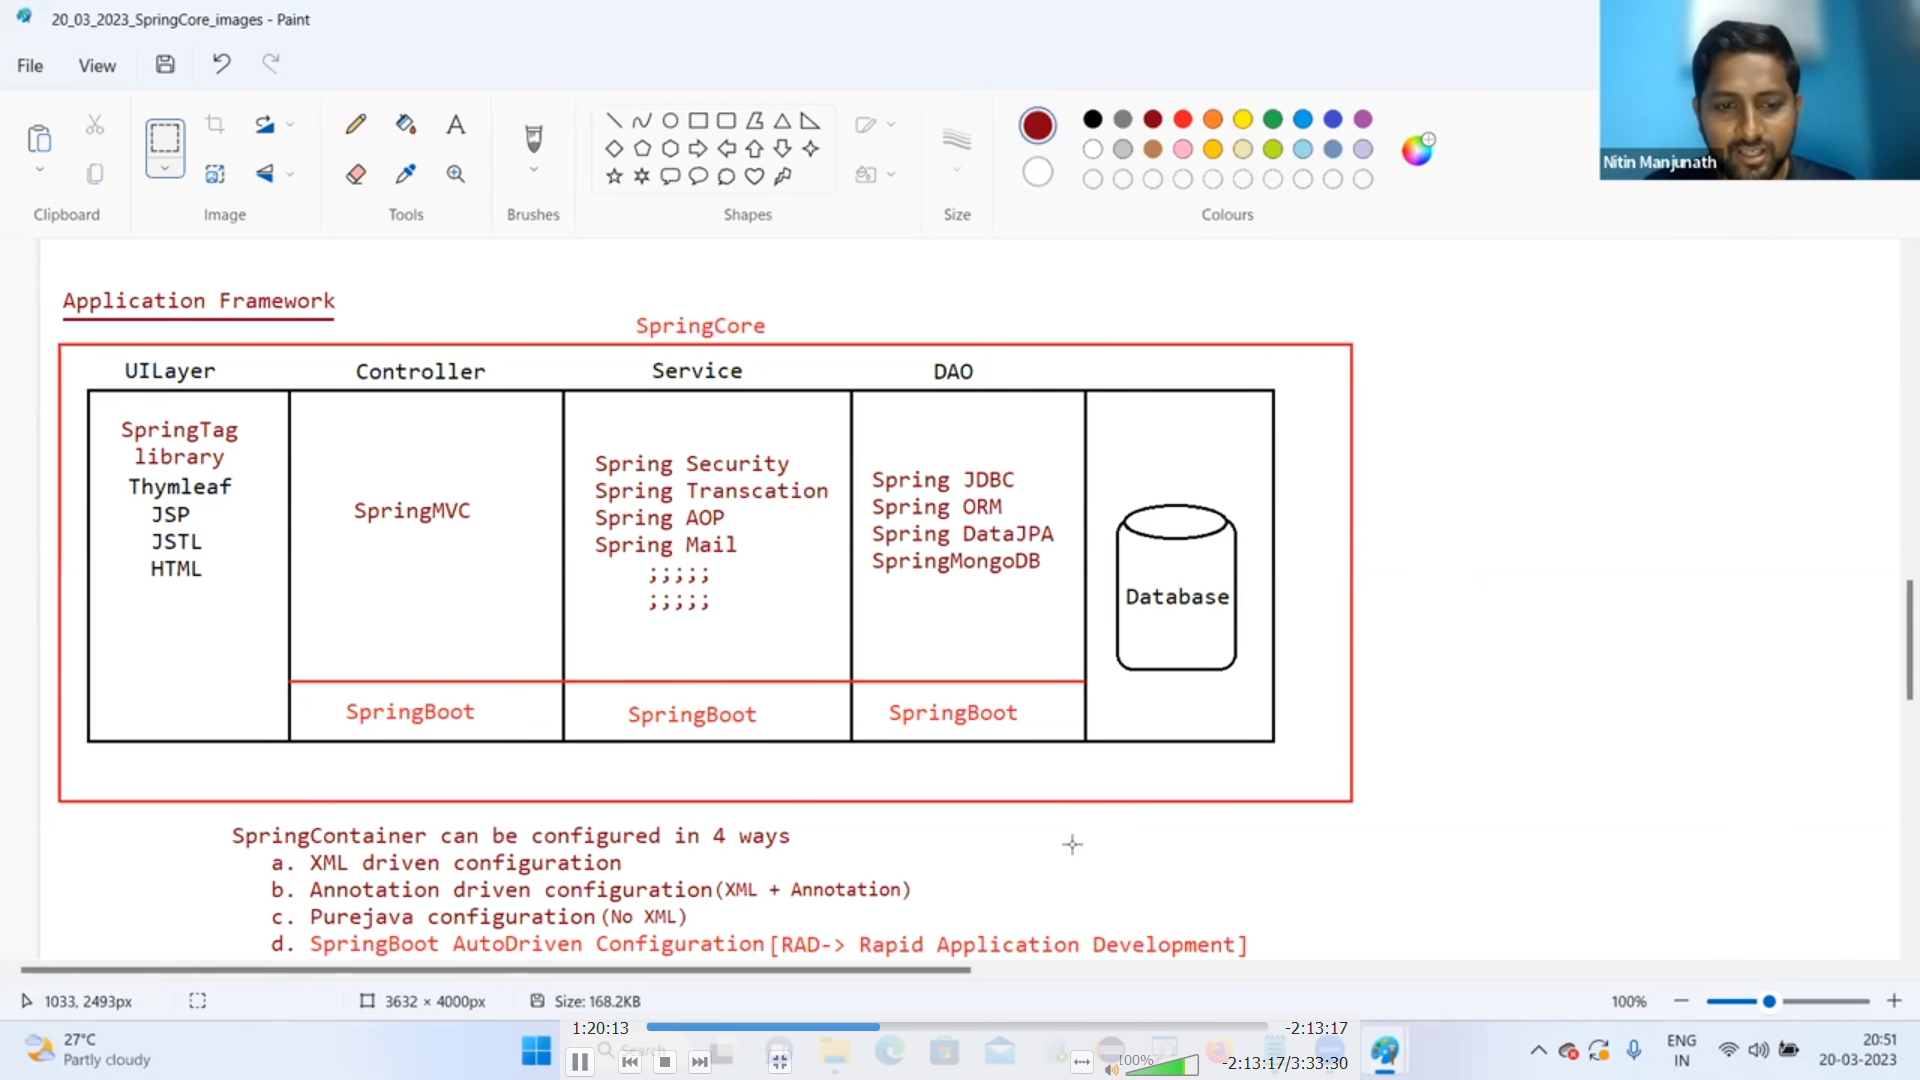 20_03_2023_SpringCore_images - Paint
File View
Clipboard Image Tools Brushes Shapes Size Colours
Nitin Manjunath
Application Framework
SpringCore
UILayer Controller Service DAO
SpringTag
library
Thymleaf
JSP
JSTL
HTML
SpringMVC
Spring Security
Spring Transcation
Spring AOP
Spring Mail
;;;;;
;;;;;
Spring JDBC
Spring ORM
Spring DataJPA
SpringMongoDB
Database
SpringBoot SpringBoot SpringBoot
SpringContainer can be configured in 4 ways
a. XML driven configuration
b. Annotation driven configuration(XML + Annotation)
c. Purejava configuration(No XML)
d. SpringBoot AutoDriven Configuration[RAD-> Rapid Application Development]
1033, 2493px 3632 × 4000px Size: 168.2KB 100%
27°C
Partly cloudy
1:20:13 -2:13:17
Search
100% -2:13:17/3:33:30
ENG
IN
20:51
20-03-2023